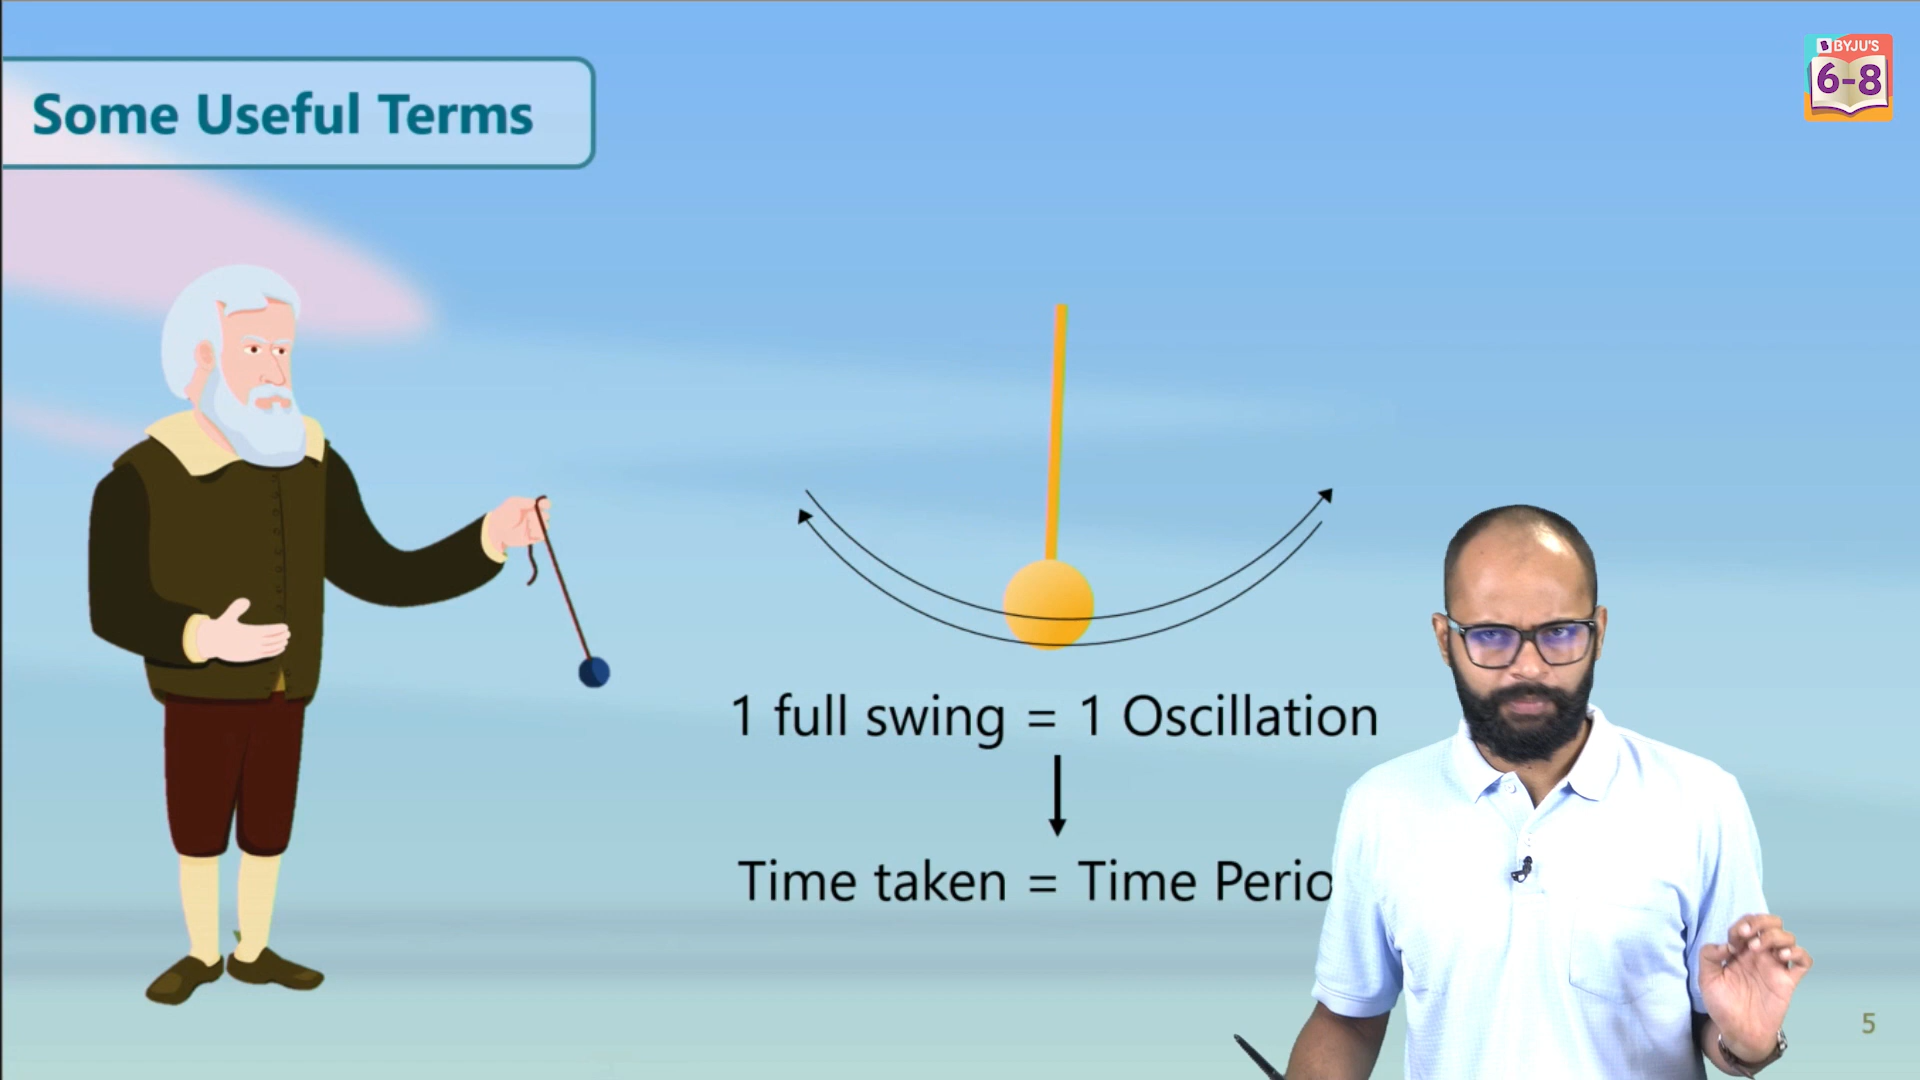 Some Useful Terms
BYJU'S
6-8
1 full swing = 1 Oscillation
Time taken = Time Perio
5